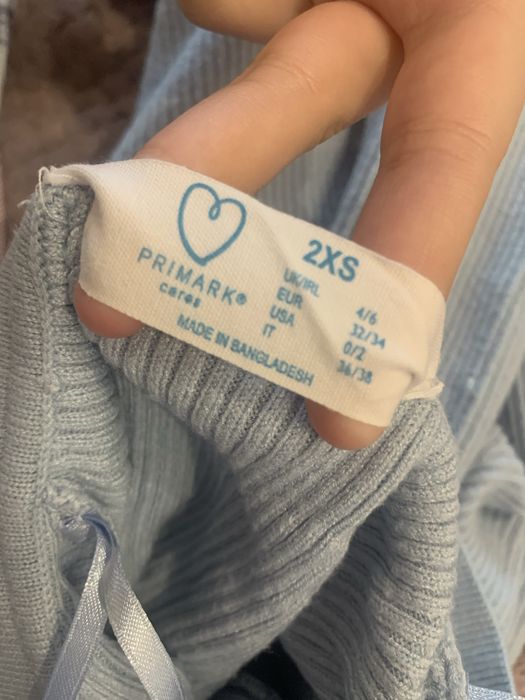 PRIMARK®
cares
2XS
UK/IRL 4/6
EUR 32/34
USA 0/2
IT 36/38
MADE IN BANGLADESH